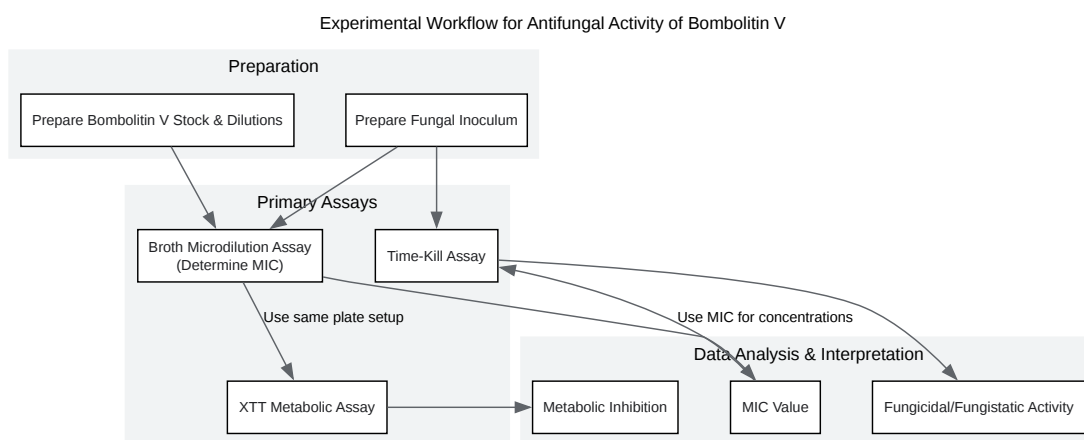 Experimental Workflow for Antifungal Activity of Bombolitin V
Preparation
Prepare Bombolitin V Stock & Dilutions
Prepare Fungal Inoculum
Primary Assays
Broth Microdilution Assay
(Determine MIC)
Time-Kill Assay
Use same plate setup
Use MIC for concentrations
Data Analysis & Interpretation
XTT Metabolic Assay
Metabolic Inhibition
MIC Value
Fungicidal/Fungistatic Activity